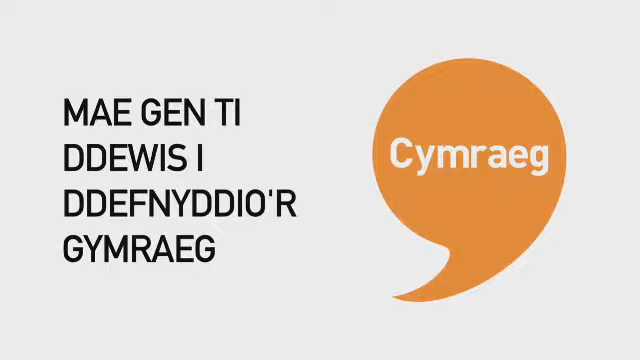 MAE GEN TI
DDEWIS I
DDEFNYDDIO'R
GYMRAEG
Cymraeg